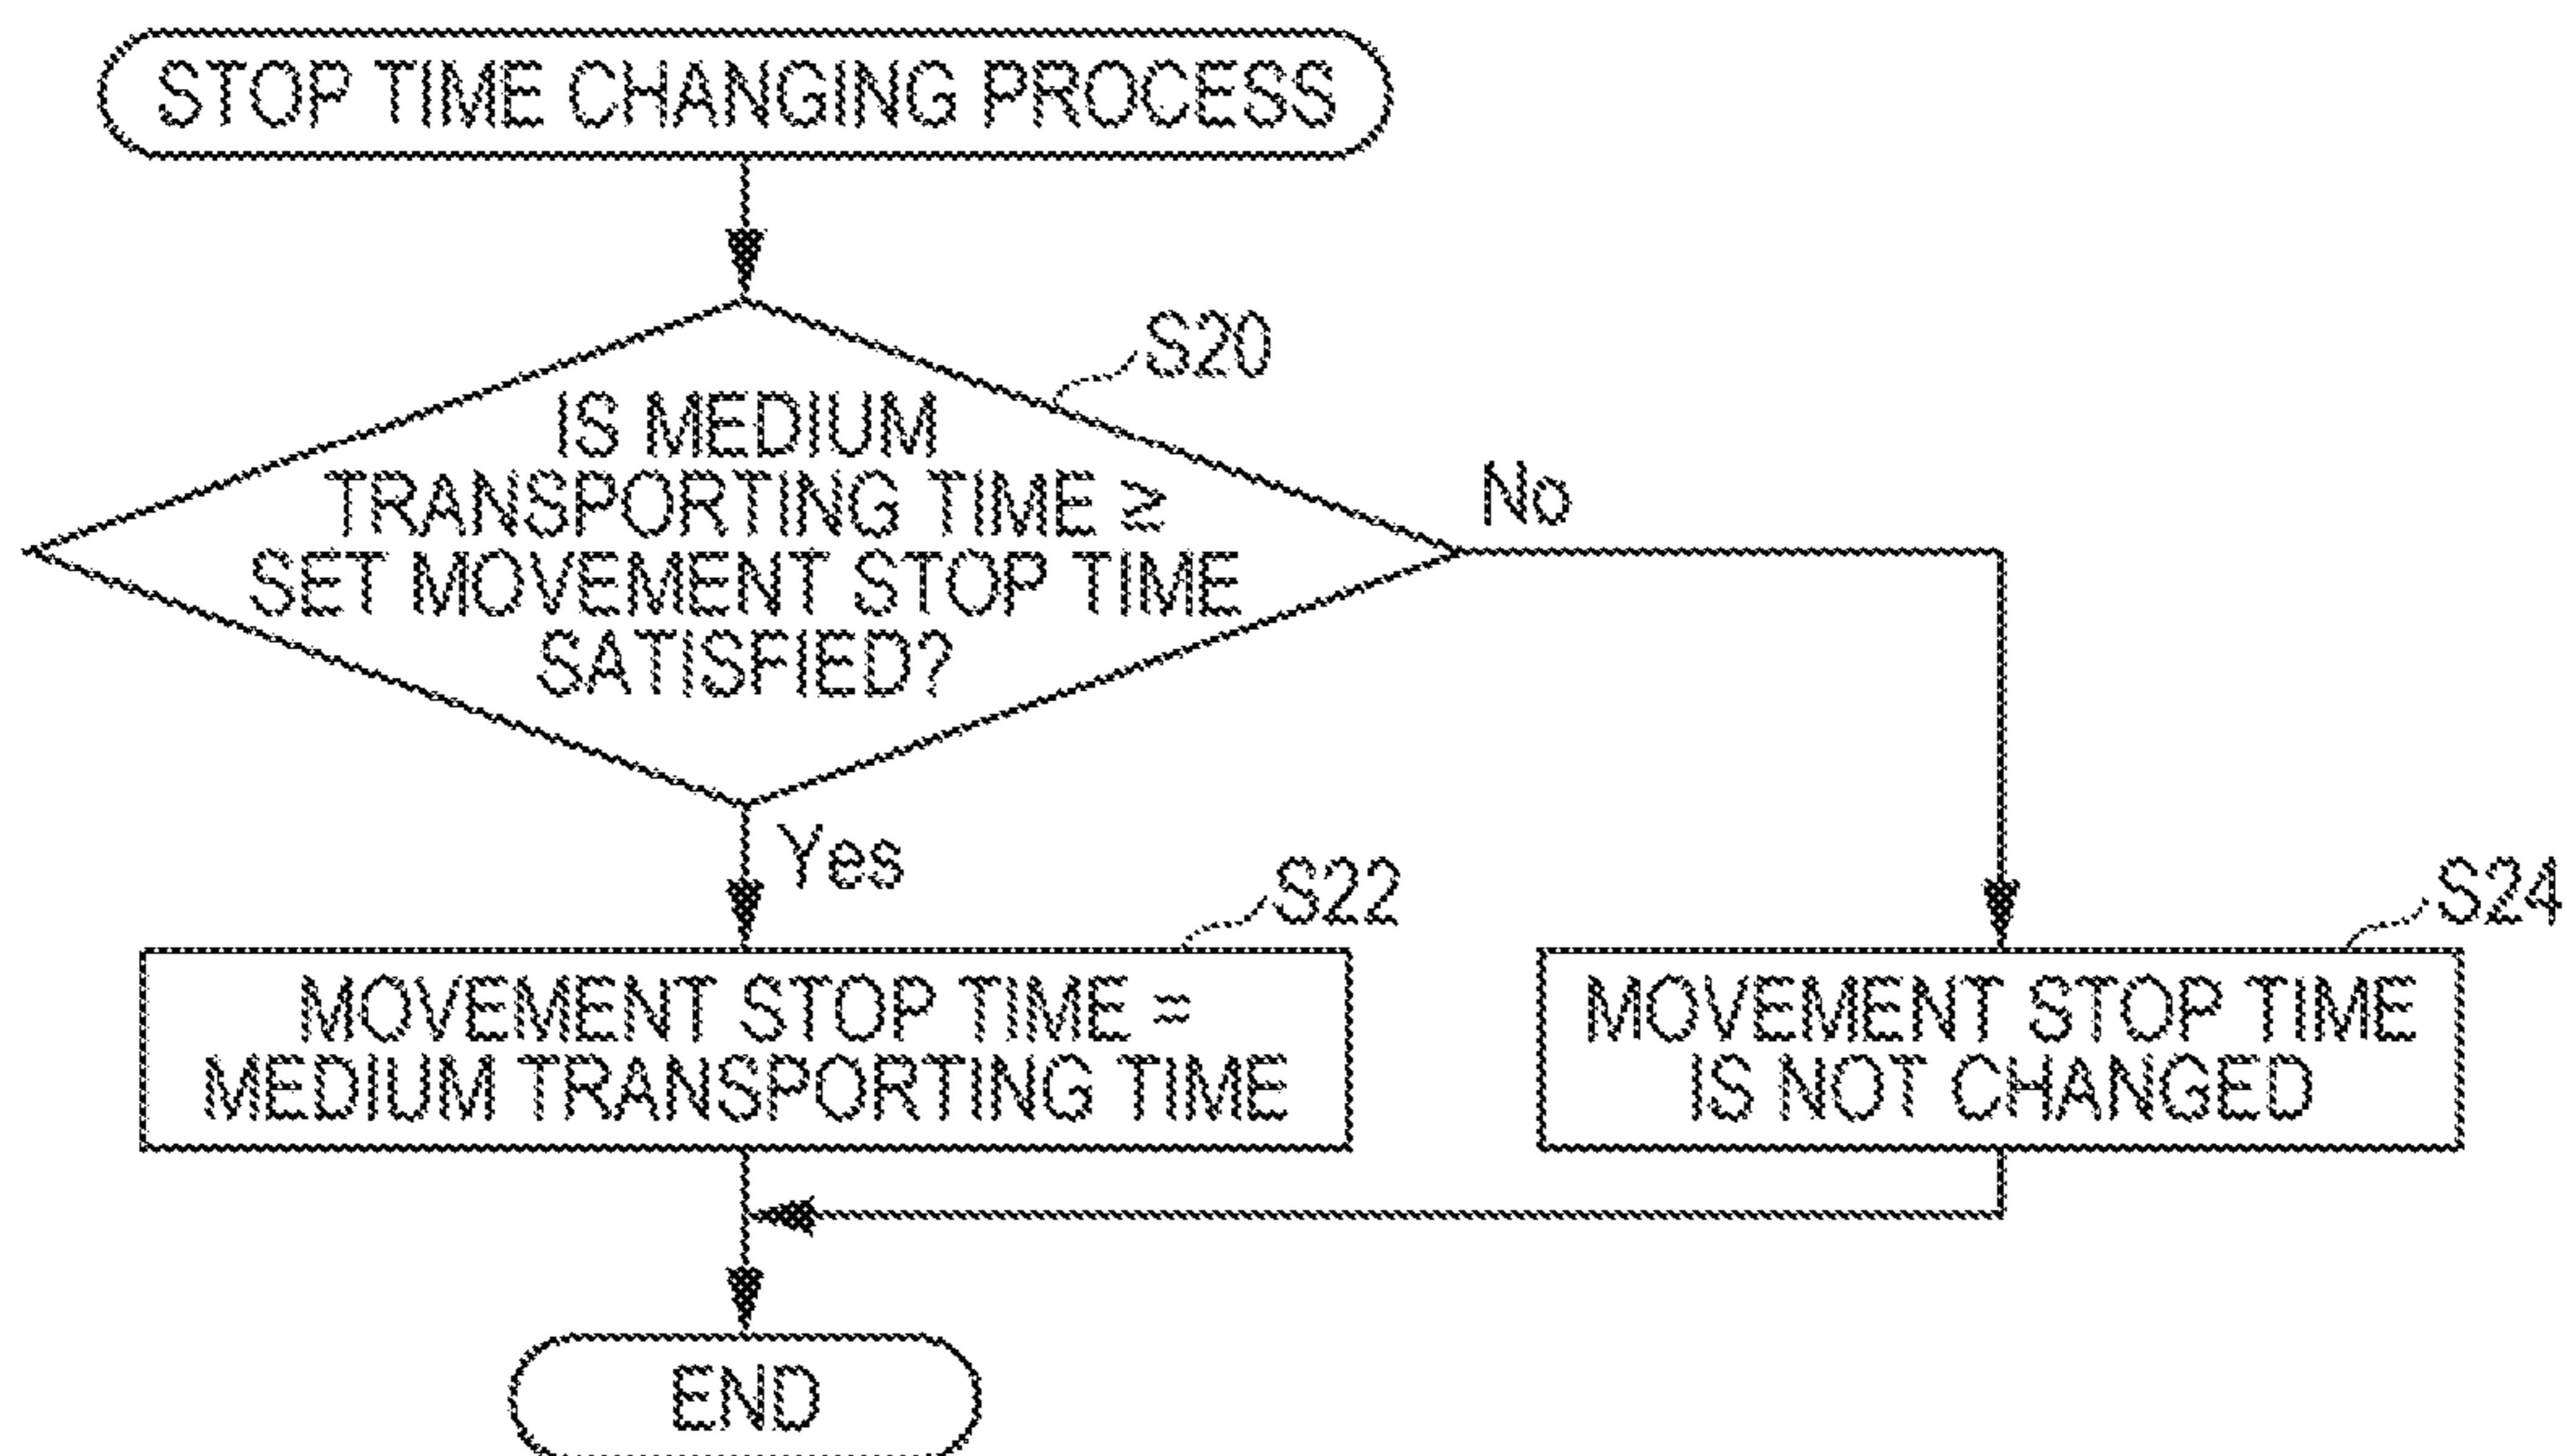 STOP TIME CHANGING PROCESS
S20
IS MEDIUM
TRANSPORTING TIME ≥
SET MOVEMENT STOP TIME
SATISFIED?
No
Yes
S22
MOVEMENT STOP TIME =
MEDIUM TRANSPORTING TIME
S24
MOVEMENT STOP TIME
IS NOT CHANGED
END